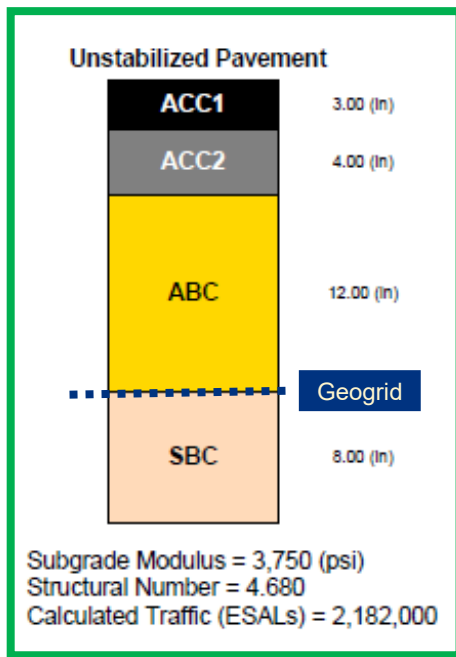 Unstabilized Pavement
ACC1 3.00 (in)
ACC2 4.00 (in)
ABC 12.00 (in)
Geogrid
SBC 8.00 (in)
Subgrade Modulus = 3,750 (psi)
Structural Number = 4.680
Calculated Traffic (ESALs) = 2,182,000